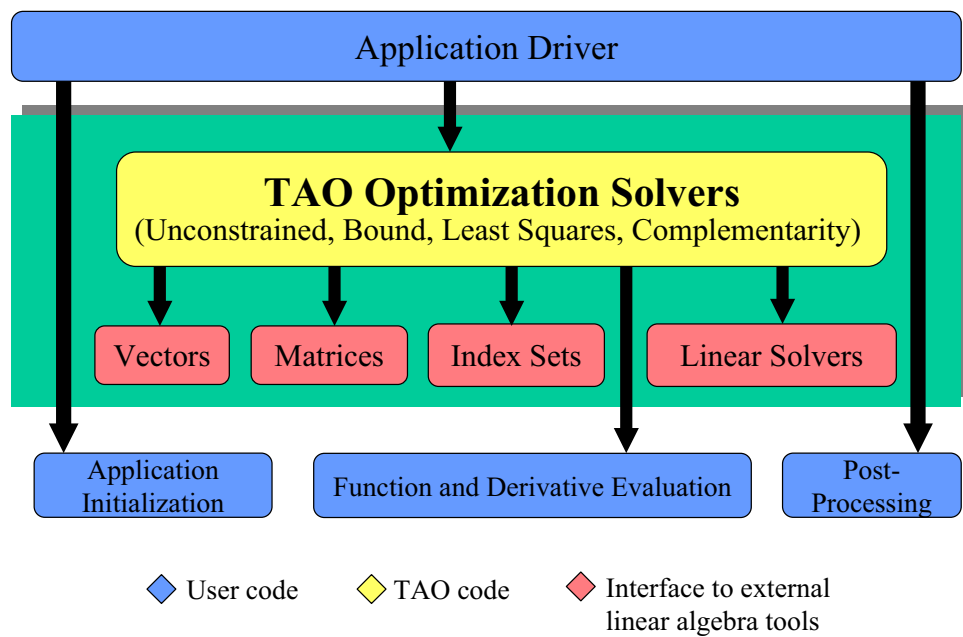 Application Driver
TAO Optimization Solvers
(Unconstrained, Bound, Least Squares, Complementarity)
Vectors
Matrices
Index Sets
Linear Solvers
Application
Initialization
Function and Derivative Evaluation
Post-
Processing
User code
TAO code
Interface to external
linear algebra tools